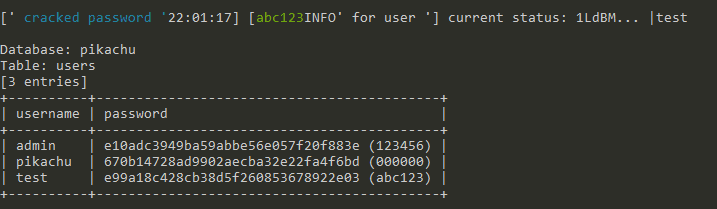 [' cracked password '22:01:17] [abc123INFO' for user '] current status: 1LdBM... |test
Database: pikachu
Table: users
[3 entries]
+----------+-------------------------------------------+
| username | password                                  |
+----------+-------------------------------------------+
| admin    | e10adc3949ba59abbe56e057f20f883e (123456) |
| pikachu  | 670b14728ad9902aecba32e22fa4f6bd (000000) |
| test     | e99a18c428cb38d5f260853678922e03 (abc123) |
+----------+-------------------------------------------+